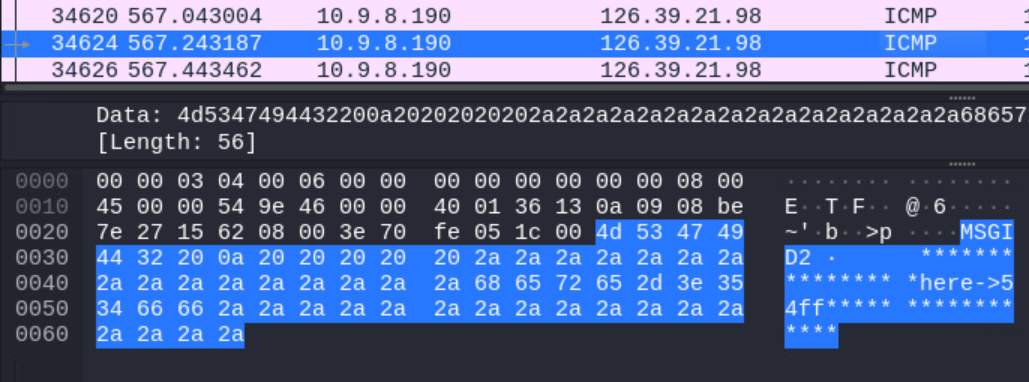 34620 567.043004 10.9.8.190 126.39.21.98 ICMP
34624 567.243187 10.9.8.190 126.39.21.98 ICMP
34626 567.443462 10.9.8.190 126.39.21.98 ICMP
Data: 4d5347494432200a20202020202a2a2a2a2a2a2a2a2a2a2a2a2a2a2a2a68657
[Length: 56]
0000 00 00 03 04 00 06 00 00 00 00 00 00 00 00 08 00 ········ ········
0010 45 00 00 54 9e 46 00 00 40 01 36 13 0a 09 08 be E··T·F·· @·6·····
0020 7e 27 15 62 08 00 3e 70 fe 05 1c 00 4d 53 47 49 ~'·b··>p ····MSGI
0030 44 32 20 0a 20 20 20 20 20 2a 2a 2a 2a 2a 2a 2a D2 · *******
0040 2a 2a 2a 2a 2a 2a 2a 2a 2a 68 65 72 65 2d 3e 35 ******** *here->5
0050 34 66 66 2a 2a 2a 2a 2a 2a 2a 2a 2a 2a 2a 2a 2a 4ff***** ********
0060 2a 2a 2a 2a ****